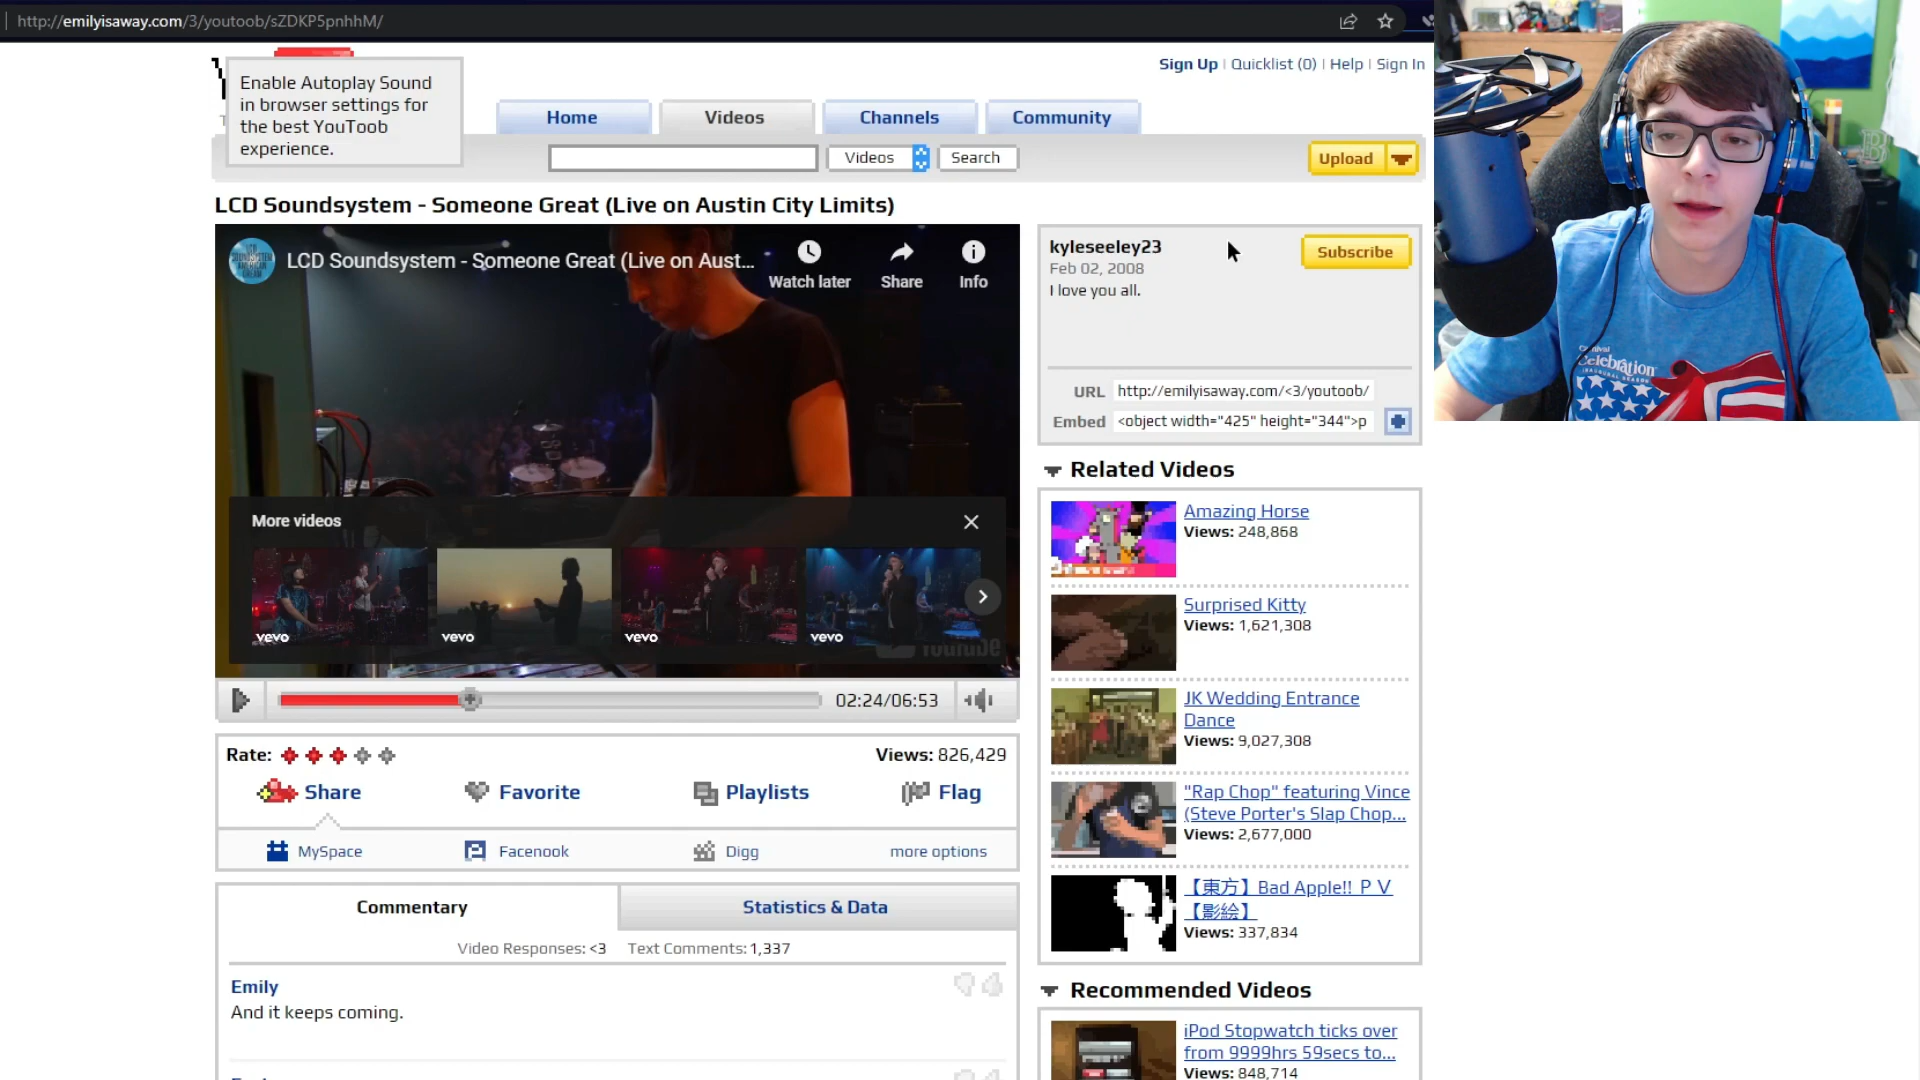 http://emilyisaway.com/3/youtoob/sZDKP5pnhhM/
Enable Autoplay Sound
in browser settings for
the best YouToob
experience.
Sign Up | Quicklist (0) | Help | Sign In
Home
Videos
Channels
Community
Videos
Search
Upload
LCD Soundsystem - Someone Great (Live on Austin City Limits)
LCD Soundsystem - Someone Great (Live on Aust...
Watch later
Share
Info
More videos
vevo
vevo
vevo
vevo
YouTube
02:24/06:53
Rate:
Views: 826,429
Share
Favorite
Playlists
Flag
MySpace
Facenook
Digg
more options
Commentary
Statistics & Data
Video Responses: <3 Text Comments: 1,337
Emily
And it keeps coming.
kyleseeley23
Feb 02, 2008
I love you all.
Subscribe
URL http://emilyisaway.com/<3/youtoob/
Embed <object width="425" height="344">p
Related Videos
Amazing Horse
Views: 248,868
Surprised Kitty
Views: 1,621,308
JK Wedding Entrance
Dance
Views: 9,027,308
"Rap Chop" featuring Vince
(Steve Porter's Slap Chop...
Views: 2,677,000
【東方】Bad Apple!! ＰＶ
【影絵】
Views: 337,834
Recommended Videos
iPod Stopwatch ticks over
from 9999hrs 59secs to...
Views: 848,714
Carnival
Celebration
INAUGURAL SEASON
B